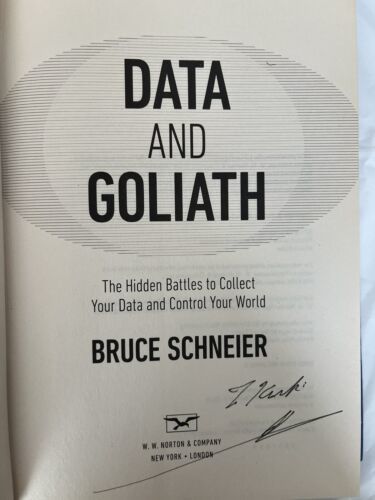 DATA
AND
GOLIATH
The Hidden Battles to Collect
Your Data and Control Your World
BRUCE SCHNEIER
W. W. NORTON & COMPANY
NEW YORK • LONDON